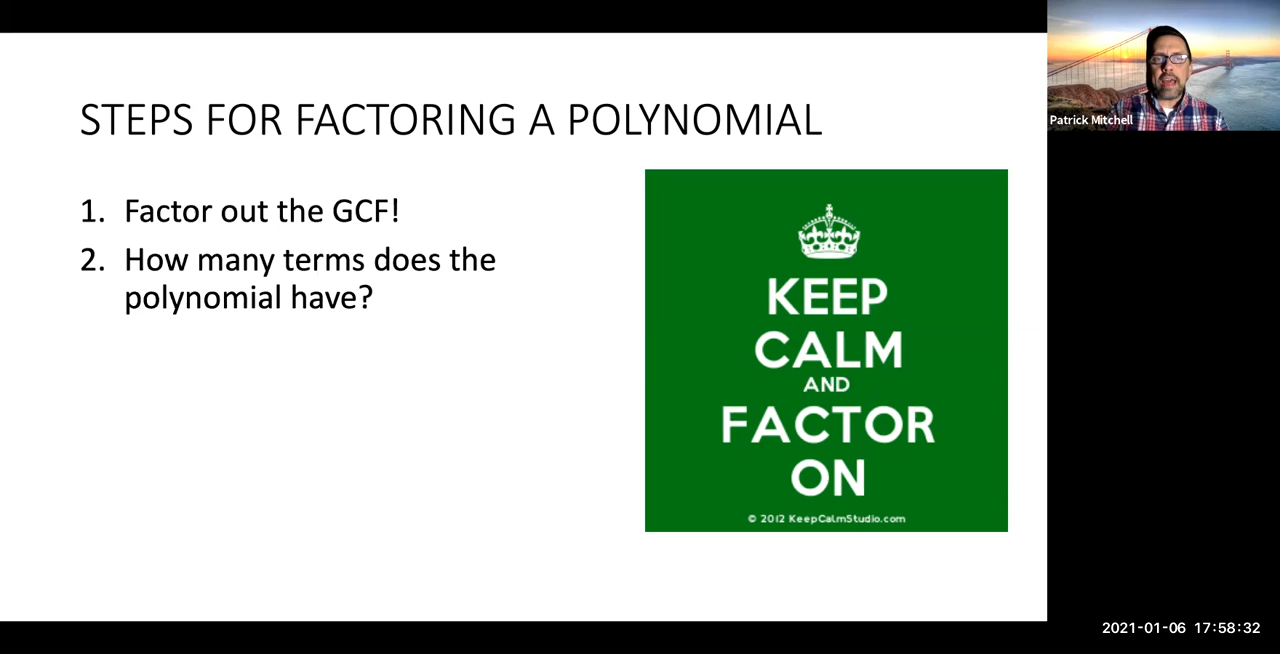 STEPS FOR FACTORING A POLYNOMIAL
1. Factor out the GCF!
2. How many terms does the
polynomial have?
KEEP
CALM
AND
FACTOR
ON
© 2012 KeepCalmStudio.com
Patrick Mitchell
2021-01-06 17:58:32